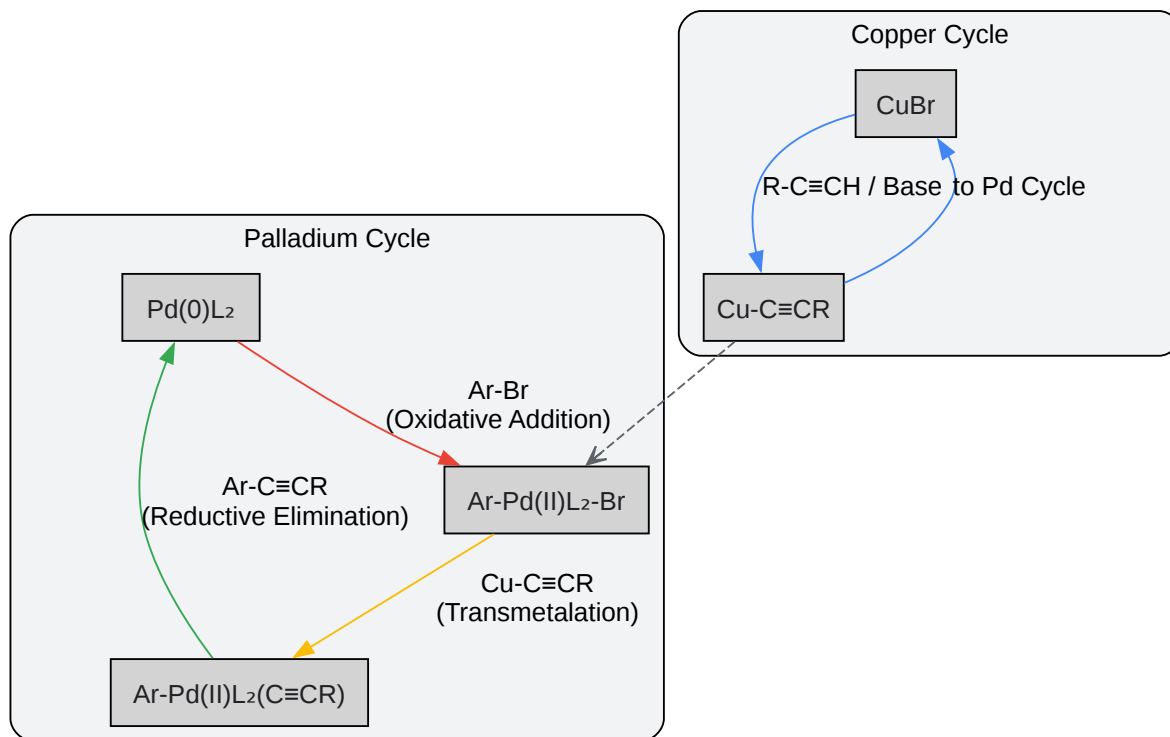 Copper Cycle
CuBr
R-C≡CH / Base
to Pd Cycle
Cu-C≡CR
Palladium Cycle
Pd(0)L₂
Ar-Br
(Oxidative Addition)
Ar-Pd(II)L₂-Br
Ar-C≡CR
(Reductive Elimination)
Cu-C≡CR
(Transmetalation)
Ar-Pd(II)L₂(C≡CR)